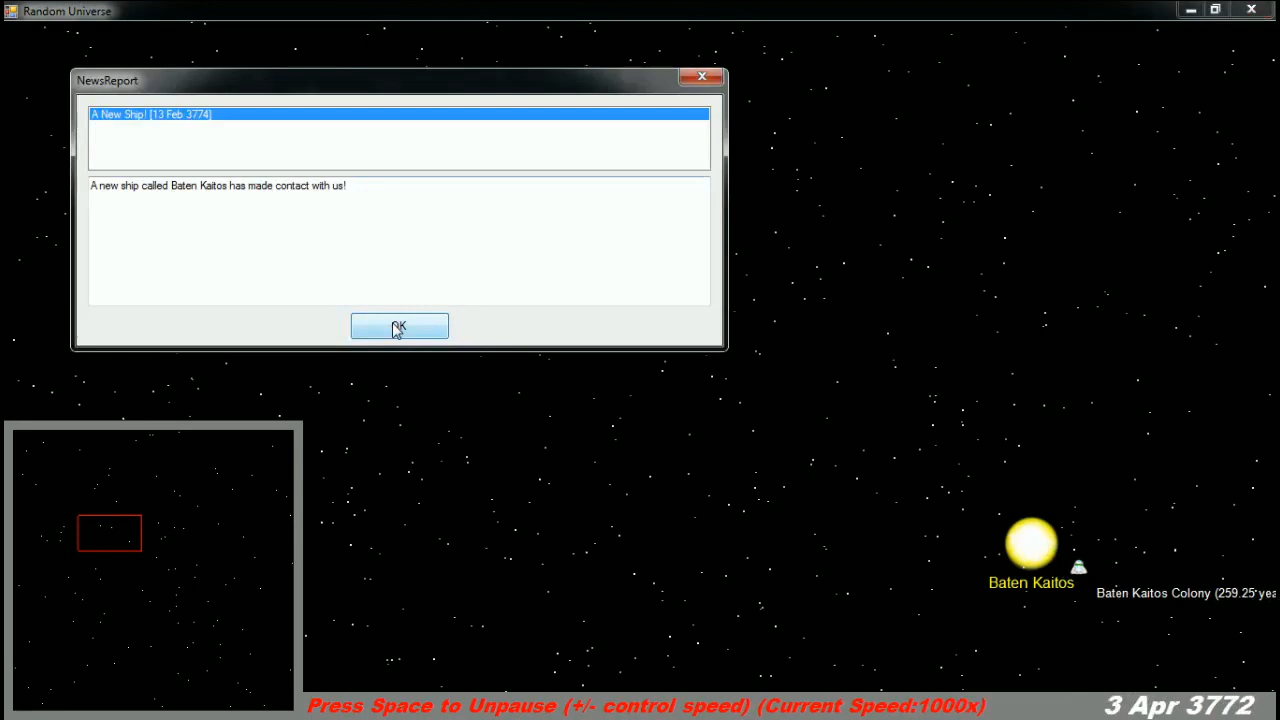 Random Universe
NewsReport
A New Ship! [13 Feb 3774]
A new ship called Baten Kaitos has made contact with us!
OK
Baten Kaitos
Baten Kaitos Colony (259.25 yea
Press Space to Unpause (+/- control speed) (Current Speed:1000x)
3 Apr 3772